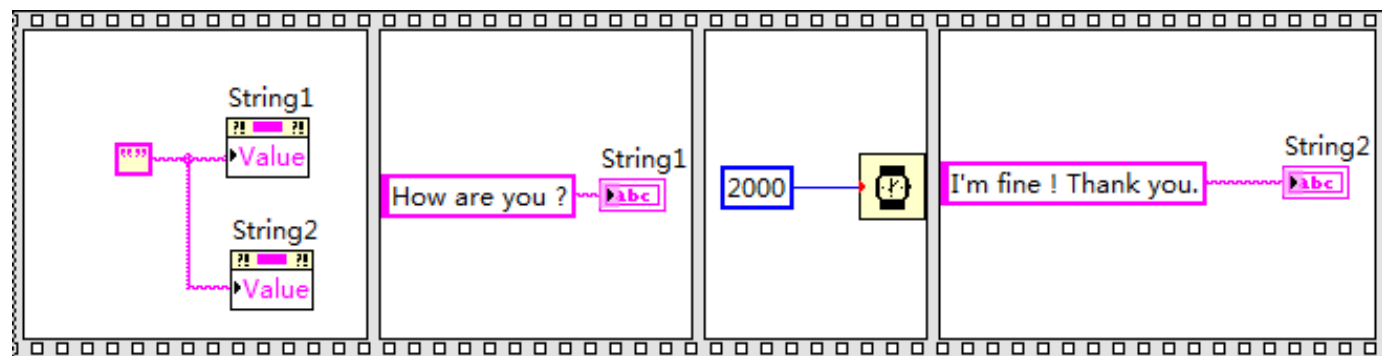 String1
?! ?!
“”
Value
String2
?! ?!
Value
How are you ?
String1
abc
2000
I'm fine ! Thank you.
String2
abc